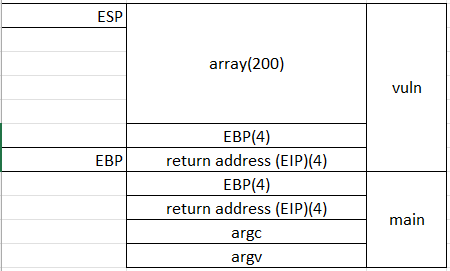 ESP
array(200)
vuln
EBP(4)
EBP
return address (EIP)(4)
EBP(4)
return address (EIP)(4)
main
argc
argv